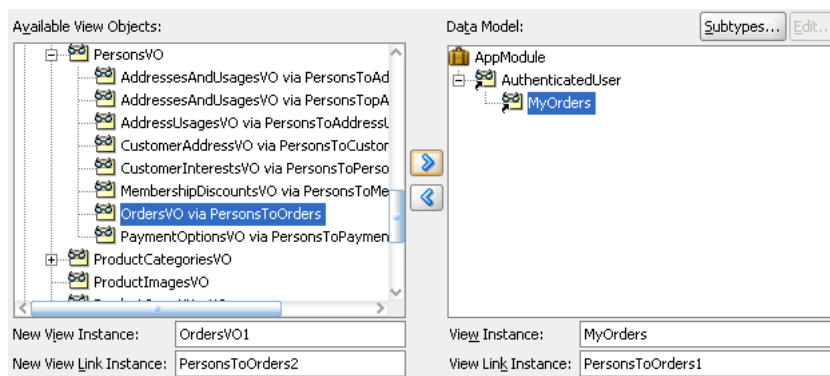 Available View Objects:
PersonsVO
AddressesAndUsagesVO via PersonsToAd
AddressesAndUsagesVO via PersonsTopA
AddressUsagesVO via PersonsToAddressU
CustomerAddressVO via PersonsToCustor
CustomerInterestsVO via PersonsToPerso
MembershipDiscountsVO via PersonsToMe
OrdersVO via PersonsToOrders
PaymentOptionsVO via PersonsToPaymen
ProductCategoriesVO
ProductImagesVO
New View Instance: OrdersVO1
New View Link Instance: PersonsToOrders2
Data Model:
Subtypes... Edit...
AppModule
AuthenticatedUser
MyOrders
View Instance: MyOrders
View Link Instance: PersonsToOrders1